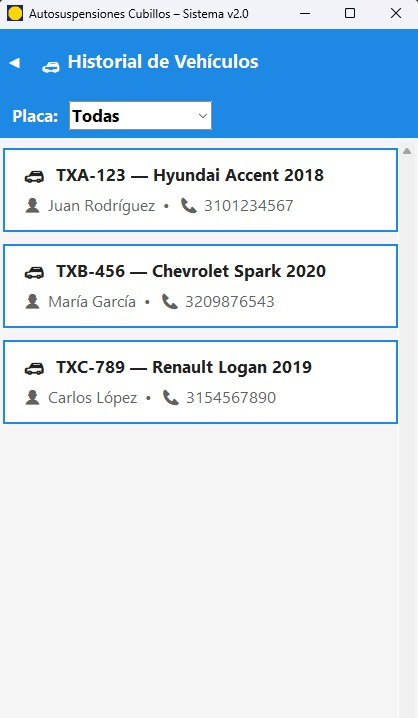 Autosuspensiones Cubillos – Sistema v2.0
Historial de Vehículos
Placa: Todas
TXA-123 — Hyundai Accent 2018
Juan Rodríguez • 3101234567
TXB-456 — Chevrolet Spark 2020
María García • 3209876543
TXC-789 — Renault Logan 2019
Carlos López • 3154567890